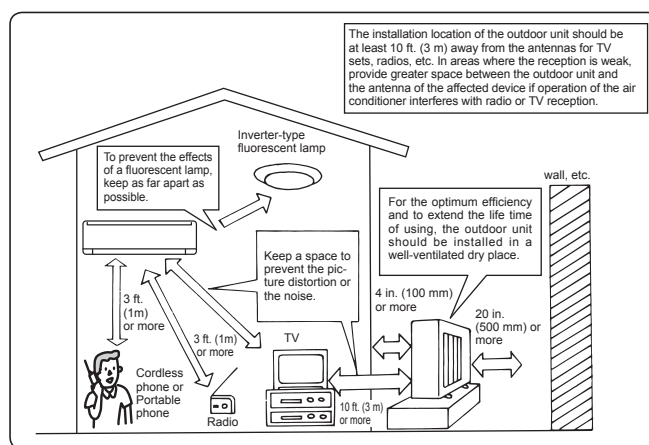 The installation location of the outdoor unit should be
at least 10 ft. (3 m) away from the antennas for TV
sets, radios, etc. In areas where the reception is weak,
provide greater space between the outdoor unit and
the antenna of the affected device if operation of the air
conditioner interferes with radio or TV reception.
Inverter-type
fluorescent lamp
To prevent the effects
of a fluorescent lamp,
keep as far apart as
possible.
wall, etc.
For the optimum efficiency
and to extend the life time
of using, the outdoor unit
should be installed in a
well-ventilated dry place.
Keep a space to
prevent the pic-
ture distortion or
the noise.
4 in. (100 mm)
or more
20 in.
(500 mm) or
more
3 ft.
(1m)
or more
3 ft. (1m)
or more
TV
Cordless
phone or
Portable
phone
Radio
10 ft. (3 m)
or more